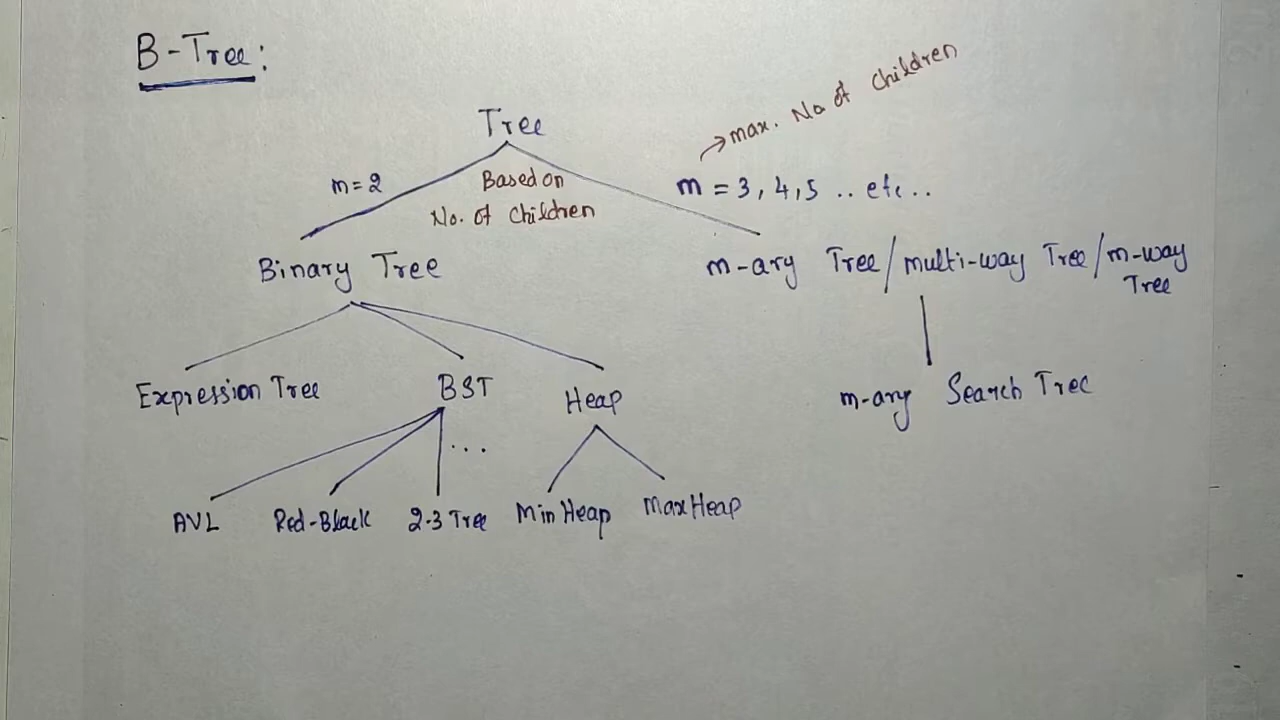 B-Tree:
Tree
→ max. No of Children
m=2
Based on
No. of Children
m = 3, 4, 5 .. etc ..
Binary Tree
m-ary Tree/multi-way Tree/m-way
Tree
Expression Tree
BST
Heap
m-ary Search Tree
...
AVL
Red-Black
2-3 Tree
Min Heap
Max Heap